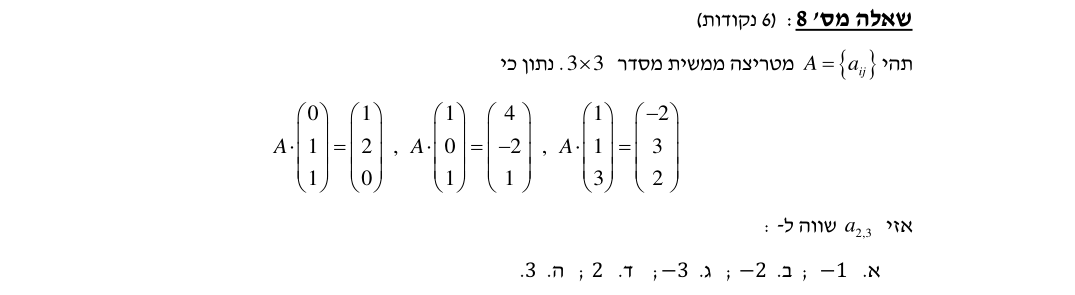 שאלה מס' 8 : (6 נקודות)
תהי A = {a_ij} מטריצה ממשית מסדר 3×3 . נתון כי
A·(0 1 1) = (1 2 0) , A·(1 0 1) = (4 −2 1) , A·(1 1 3) = (−2 3 2)
אזי a_2,3 שווה ל- :
א. −1 ; ב. −2 ; ג. −3 ; ד. 2 ; ה. 3.